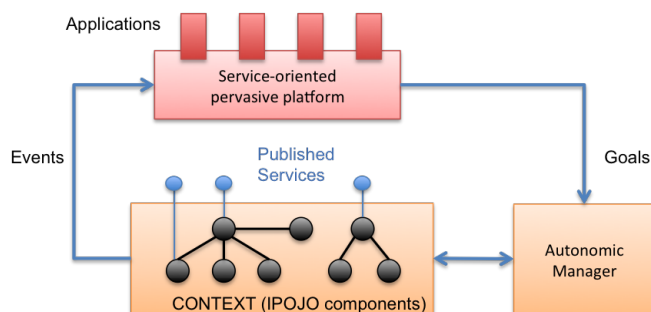 Applications
Service-oriented
pervasive platform
Events
Published
Services
Goals
Autonomic
Manager
CONTEXT (IPOJO components)